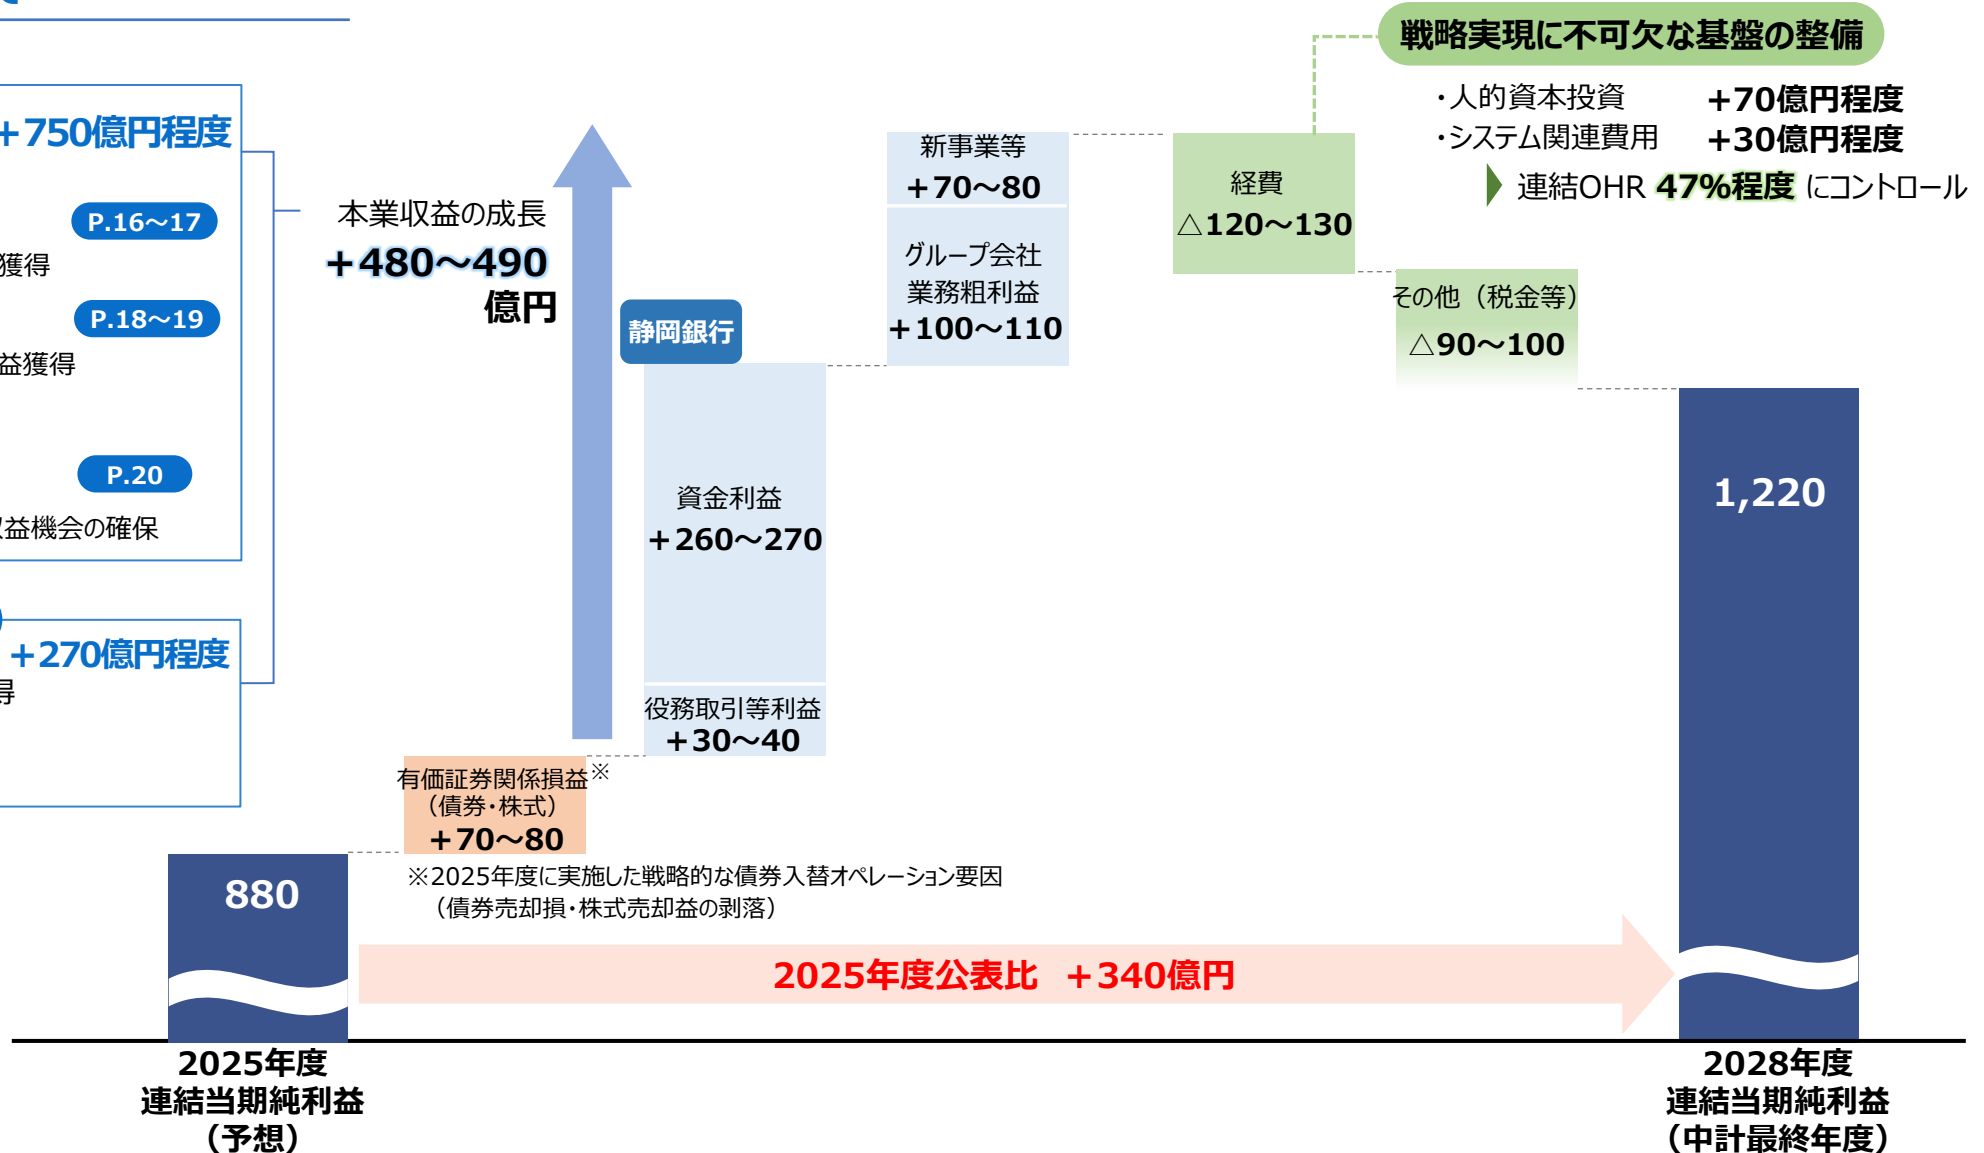 +750億円程度
P.16～17
獲得
P.18～19
益獲得
P.20
益機会の確保
+270億円程度
得
本業収益の成長
+480～490
億円
静岡銀行
資金利益
+260～270
役務取引等利益
+30～40
有価証券関係損益※
（債券・株式）
+70～80
※2025年度に実施した戦略的な債券入替オペレーション要因
（債券売却損・株式売却益の剥落）
新事業等
+70～80
グループ会社
業務粗利益
+100～110
経費
△120～130
その他（税金等）
△90～100
戦略実現に不可欠な基盤の整備
・人的資本投資 +70億円程度
・システム関連費用 +30億円程度
連結OHR 47%程度 にコントロール
880
1,220
2025年度公表比 +340億円
2025年度
連結当期純利益
（予想）
2028年度
連結当期純利益
（中計最終年度）